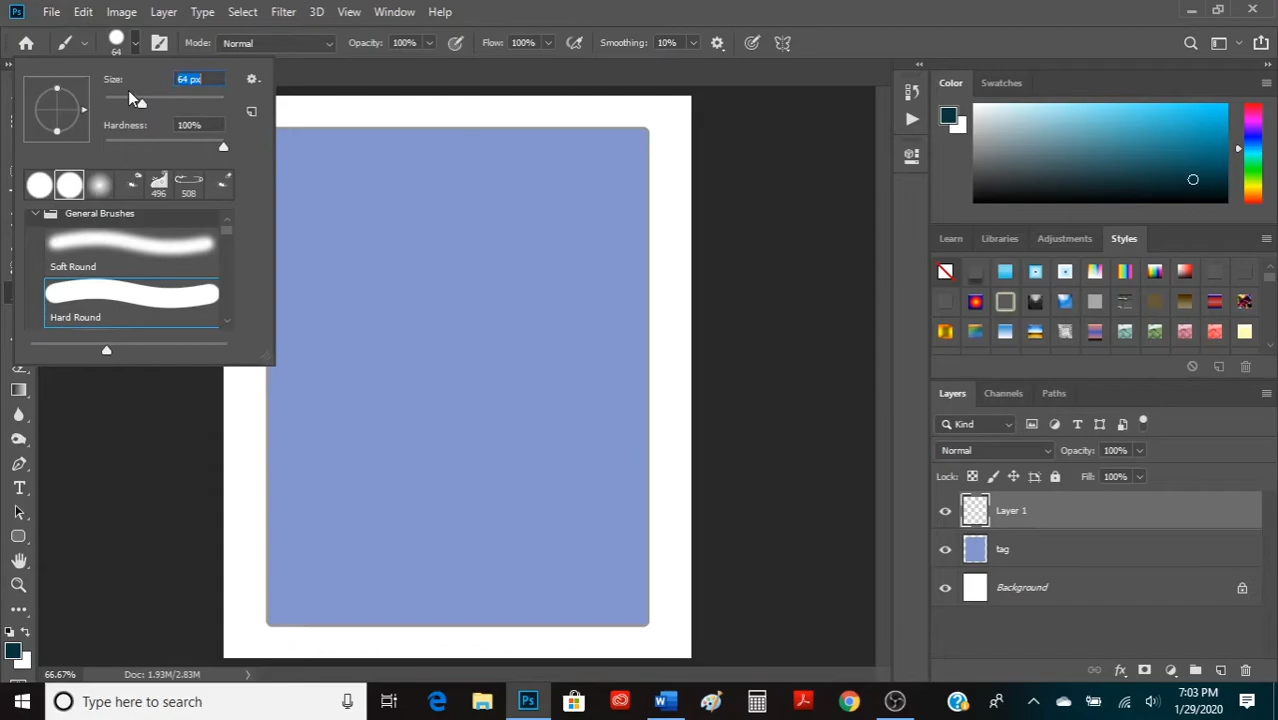 Ps File Edit Image Layer Type Select Filter 3D View Window Help
64 Mode: Normal Opacity: 100% Flow: 100% Smoothing: 10%
Size: 64 px
Hardness: 100%
496 508
General Brushes
Soft Round
Hard Round
Color Swatches
Learn Libraries Adjustments Styles
Layers Channels Paths
Kind
Normal Opacity: 100%
Lock: Fill: 100%
Layer 1
tag
Background
66.67% Doc: 1.93M/2.83M
Type here to search
Ps
7:03 PM
1/29/2020